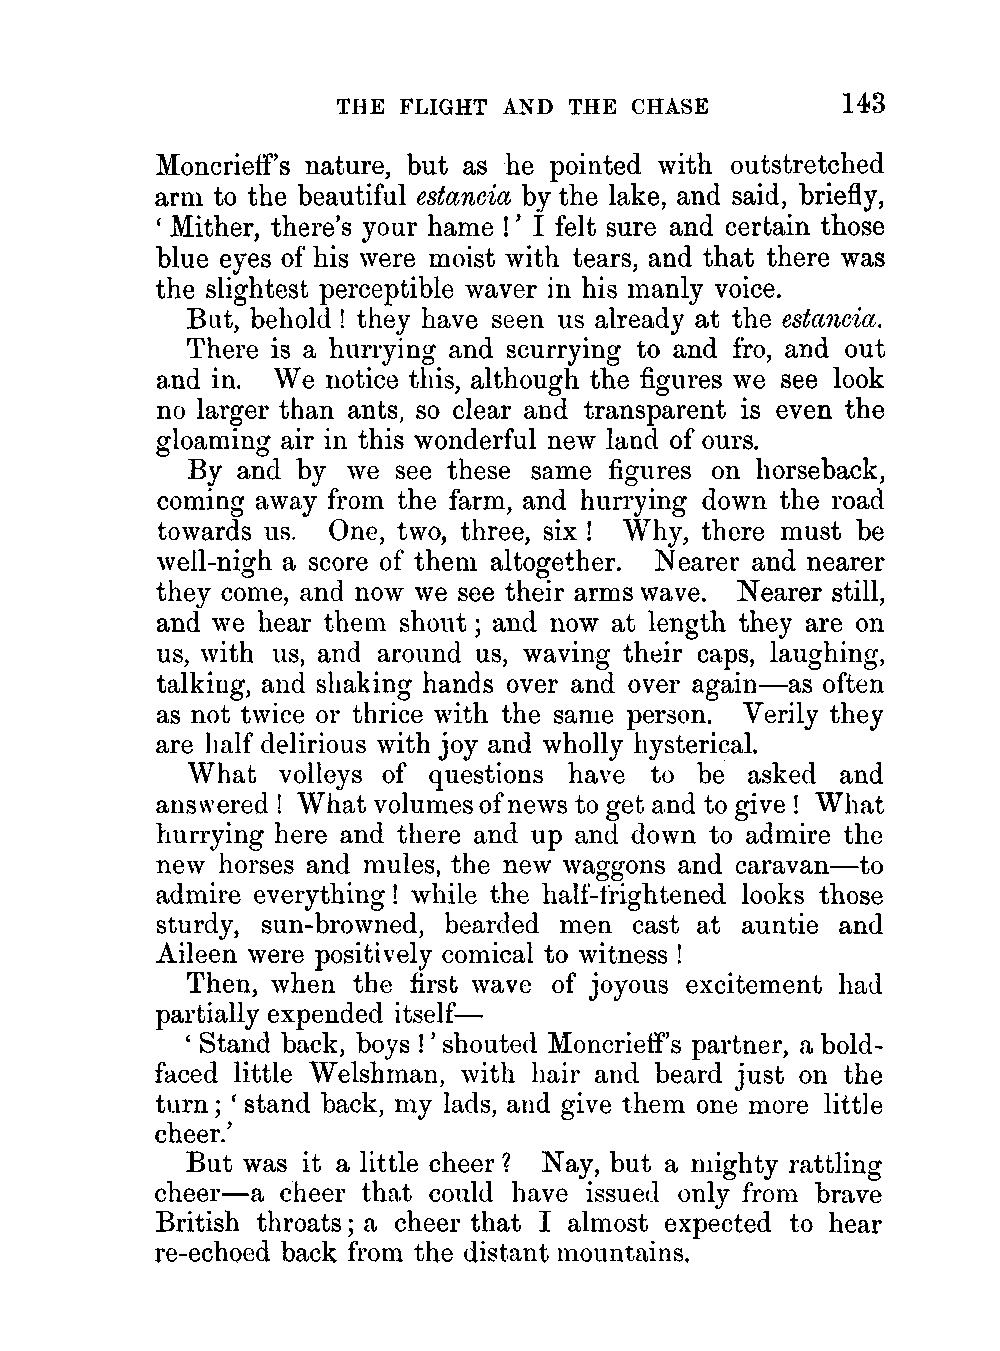 THE FLIGHT AND THE CHASE 143
Moncrieff's nature, but as he pointed with outstretched
arm to the beautiful estancia by the lake, and said, briefly,
‘ Mither, there's your hame !’ I felt sure and certain those
blue eyes of his were moist with tears, and that there was
the slightest perceptible waver in his manly voice.
But, behold ! they have seen us already at the estancia.
There is a hurrying and scurrying to and fro, and out
and in. We notice this, although the figures we see look
no larger than ants, so clear and transparent is even the
gloaming air in this wonderful new land of ours.
By and by we see these same figures on horseback,
coming away from the farm, and hurrying down the road
towards us. One, two, three, six ! Why, there must be
well-nigh a score of them altogether. Nearer and nearer
they come, and now we see their arms wave. Nearer still,
and we hear them shout ; and now at length they are on
us, with us, and around us, waving their caps, laughing,
talking, and shaking hands over and over again—as often
as not twice or thrice with the same person. Verily they
are half delirious with joy and wholly hysterical.
What volleys of questions have to be asked and
answered ! What volumes of news to get and to give ! What
hurrying here and there and up and down to admire the
new horses and mules, the new waggons and caravan—to
admire everything ! while the half-frightened looks those
sturdy, sun-browned, bearded men cast at auntie and
Aileen were positively comical to witness !
Then, when the first wave of joyous excitement had
partially expended itself—
‘ Stand back, boys !’ shouted Moncrieff's partner, a bold-
faced little Welshman, with hair and beard just on the
turn ; ‘ stand back, my lads, and give them one more little
cheer.’
But was it a little cheer ? Nay, but a mighty rattling
cheer—a cheer that could have issued only from brave
British throats ; a cheer that I almost expected to hear
re-echoed back from the distant mountains.